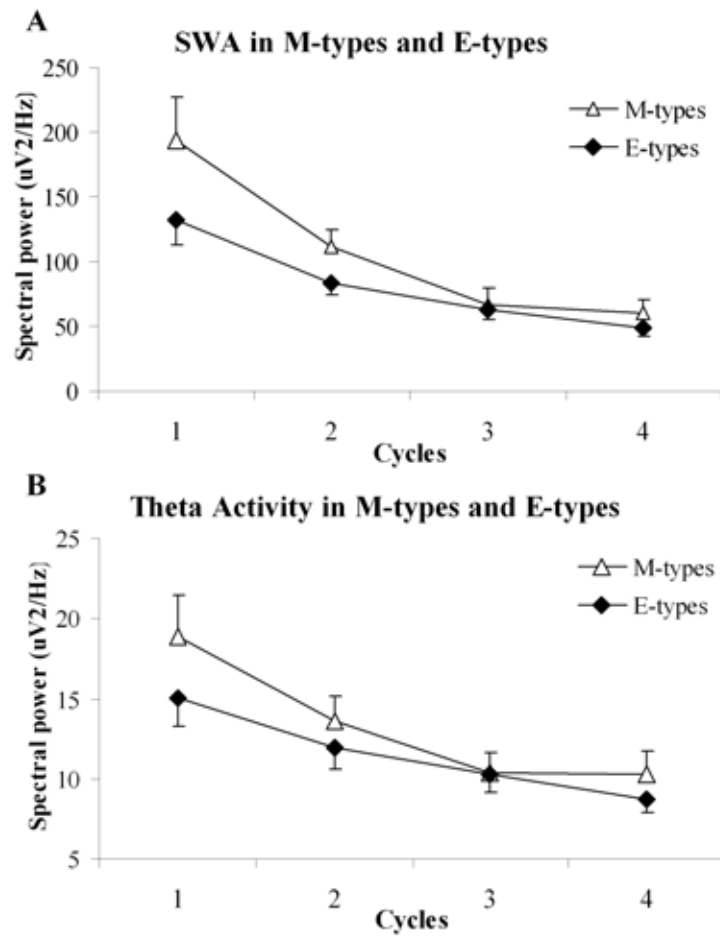 A
SWA in M-types and E-types
250
200
150
100
50
0
Spectral power (uV2/Hz)
M-types
E-types
1 2 3 4
Cycles
B
Theta Activity in M-types and E-types
25
20
15
10
5
Spectral power (uV2/Hz)
M-types
E-types
1 2 3 4
Cycles